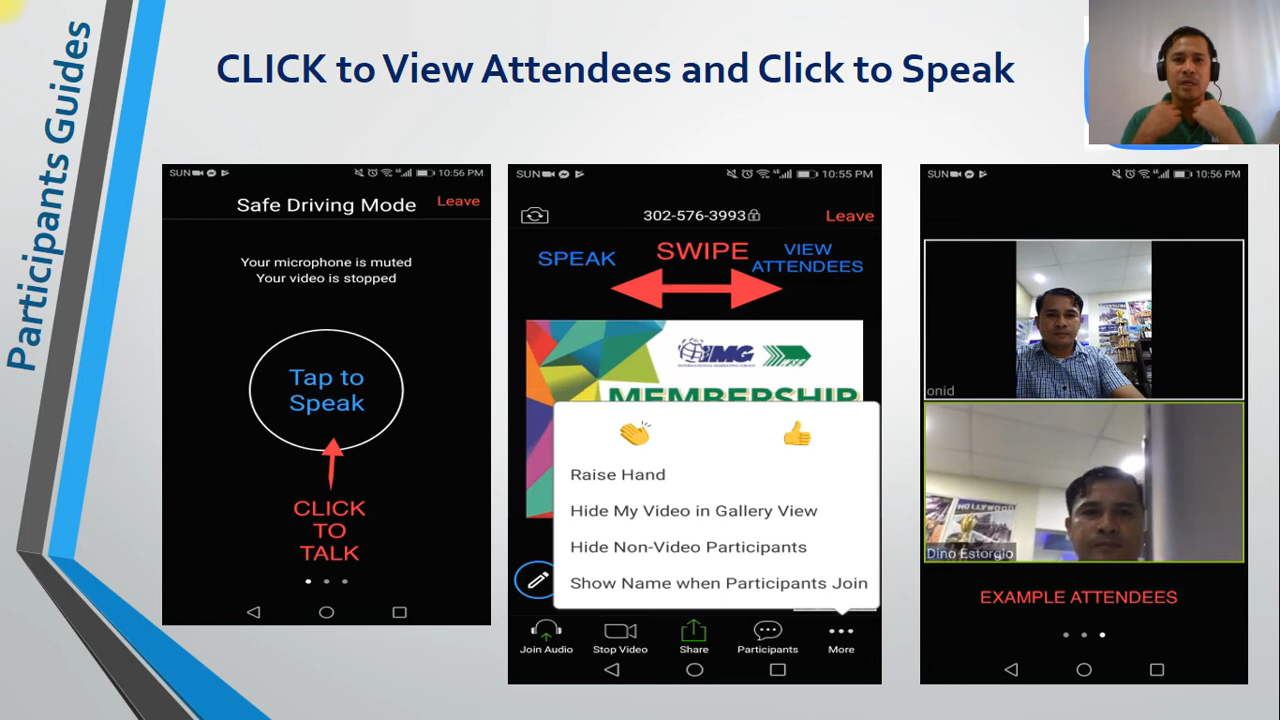 Participants Guides
CLICK to View Attendees and Click to Speak
SUN
10:56 PM
Safe Driving Mode
Leave
Your microphone is muted
Your video is stopped
Tap to
Speak
CLICK
TO
TALK
SUN
10:55 PM
302-576-3993
Leave
SPEAK
SWIPE
VIEW
ATTENDEES
IMG
INTERNATIONAL MARKETING GROUP
MEMBERSHIP
Raise Hand
Hide My Video in Gallery View
Hide Non-Video Participants
Show Name when Participants Join
Join Audio
Stop Video
Share
Participants
More
SUN
10:56 PM
onid
HOLLYWOOD
Dino Estorgio
EXAMPLE ATTENDEES